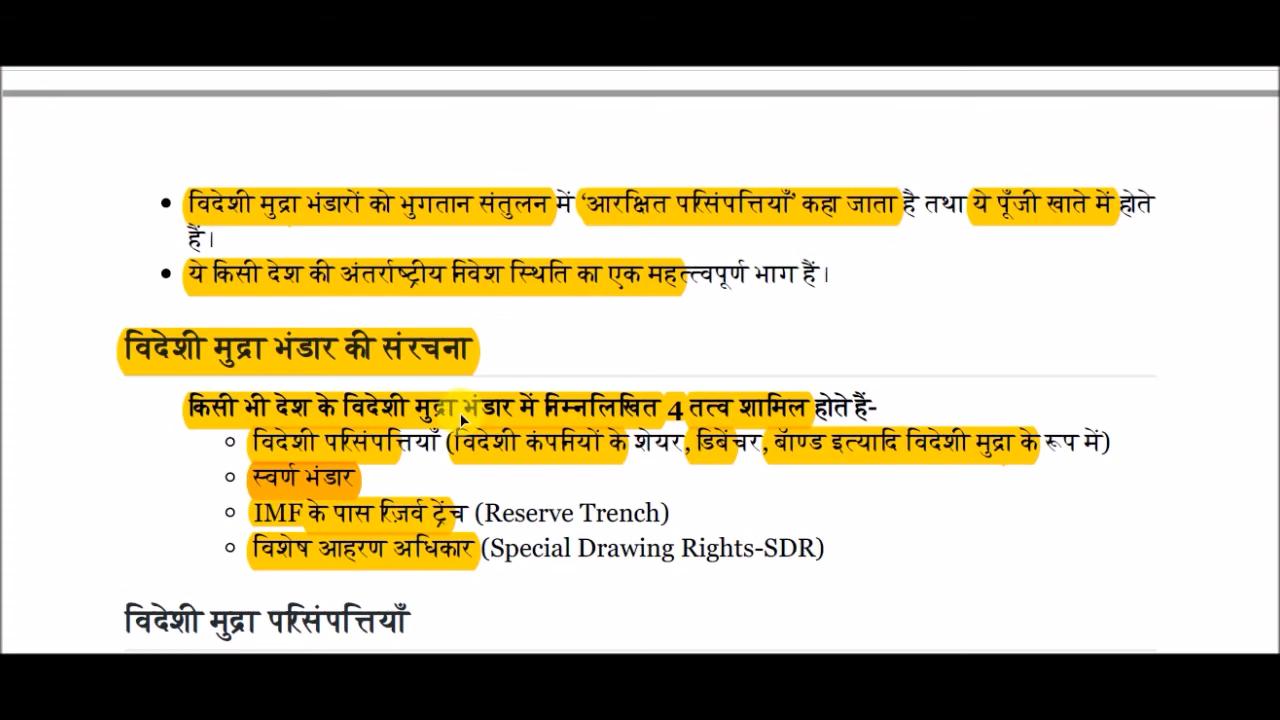 विदेशी मुद्रा भंडारों को भुगतान संतुलन में 'आरक्षित परिसंपत्तियाँ' कहा जाता है तथा ये पूँजी खाते में होते
हैं।
ये किसी देश की अंतर्राष्ट्रीय निवेश स्थिति का एक महत्त्वपूर्ण भाग हैं।
विदेशी मुद्रा भंडार की संरचना
किसी भी देश के विदेशी मुद्रा भंडार में निम्नलिखित 4 तत्व शामिल होते हैं-
विदेशी परिसंपत्तियाँ (विदेशी कंपनियों के शेयर, डिबेंचर, बॉण्ड इत्यादि विदेशी मुद्रा के रूप में)
स्वर्ण भंडार
IMF के पास रिज़र्व ट्रेंच (Reserve Trench)
विशेष आहरण अधिकार (Special Drawing Rights-SDR)
विदेशी मुद्रा परिसंपत्तियाँ